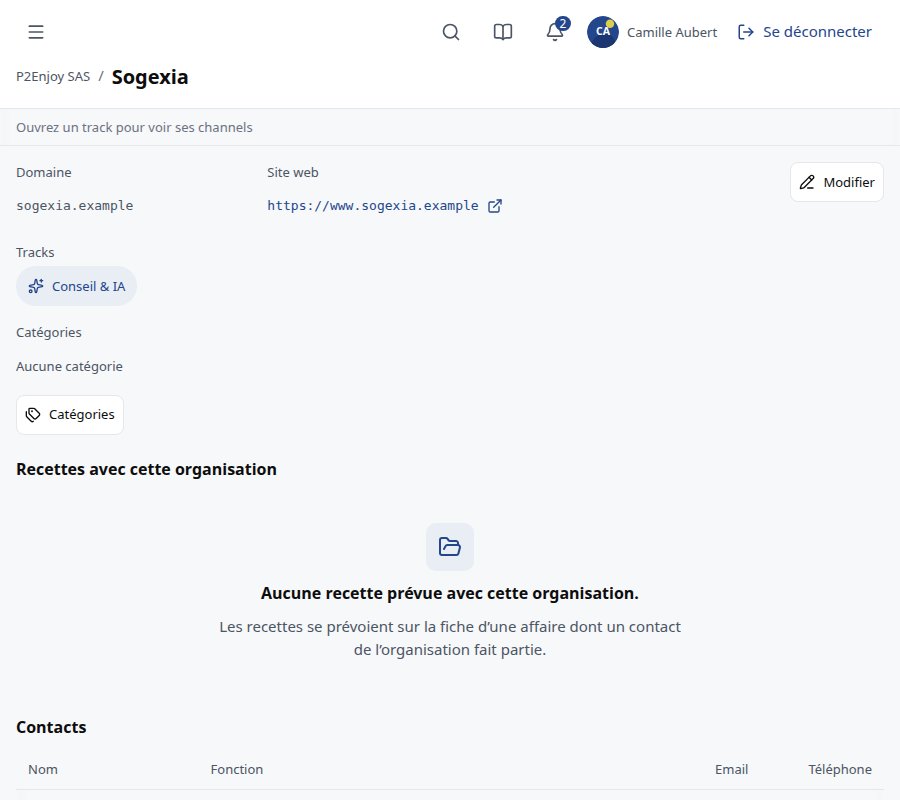 2
CA
Camille Aubert
Se déconnecter
P2Enjoy SAS / Sogexia
Ouvrez un track pour voir ses channels
Domaine
Site web
Modifier
sogexia.example
https://www.sogexia.example
Tracks
Conseil & IA
Catégories
Aucune catégorie
Catégories
Recettes avec cette organisation
Aucune recette prévue avec cette organisation.
Les recettes se prévoient sur la fiche d’une affaire dont un contact
de l’organisation fait partie.
Contacts
Nom Fonction Email Téléphone